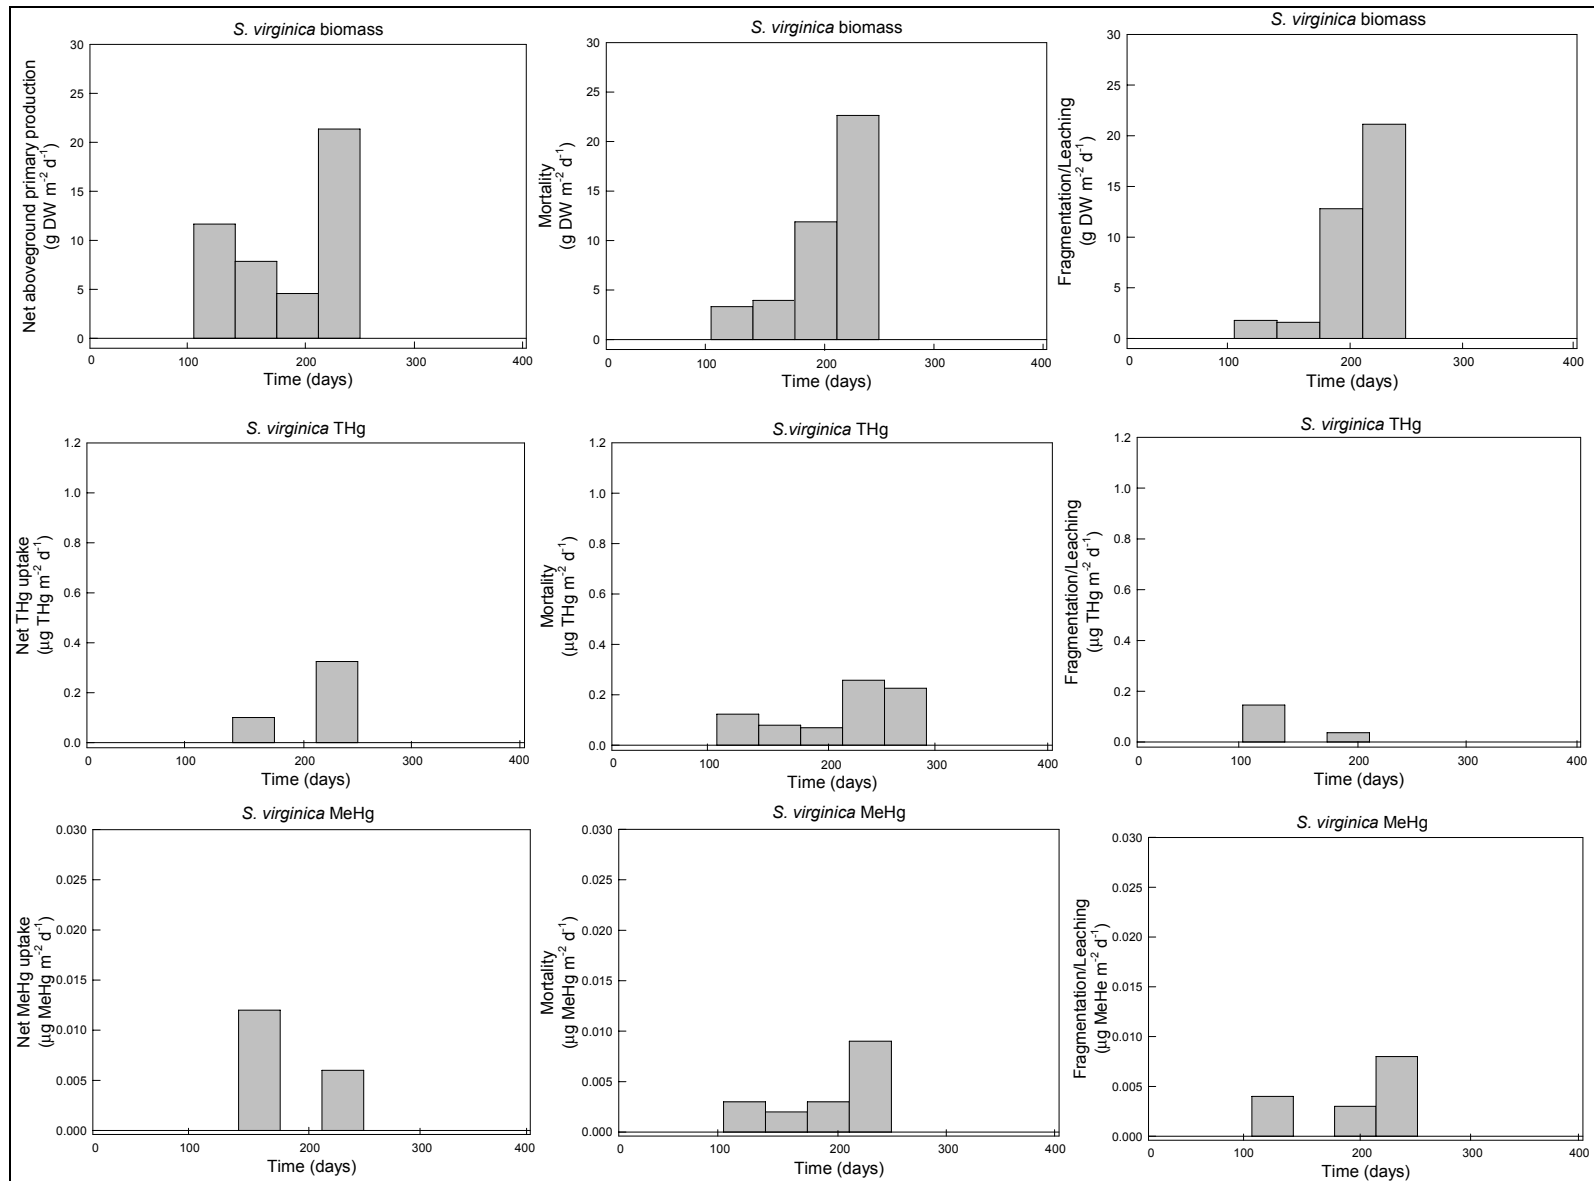 S. virginica biomass
Net aboveground primary production
(g DW m-2 d-1)
30
25
20
15
10
5
0
0 100 200 300 400
Time (days)
S. virginica biomass
Mortality
(g DW m-2 d-1)
30
25
20
15
10
5
0
0 100 200 300 400
Time (days)
S. virginica biomass
Fragmentation/Leaching
(g DW m-2 d-1)
30
25
20
15
10
5
0
0 100 200 300 400
Time (days)
S. virginica THg
Net THg uptake
(µg THg m-2 d-1)
1.2
1.0
0.8
0.6
0.4
0.2
0.0
0 100 200 300 400
Time (days)
S.virginica THg
Mortality
(µg THg m-2 d-1)
1.2
1.0
0.8
0.6
0.4
0.2
0.0
0 100 200 300 400
Time (days)
S. virginica THg
Fragmentation/Leaching
(µg THg m-2 d-1)
1.2
1.0
0.8
0.6
0.4
0.2
0.0
0 100 200 300 400
Time (days)
S. virginica MeHg
Net MeHg uptake
(µg MeHg m-2 d-1)
0.030
0.025
0.020
0.015
0.010
0.005
0.000
0 100 200 300 400
Time (days)
S. virginica MeHg
Mortality
(µg MeHg m-2 d-1)
0.030
0.025
0.020
0.015
0.010
0.005
0.000
0 100 200 300 400
Time (days)
S. virginica MeHg
Fragmentation/Leaching
(µg MeHe m-2 d-1)
0.030
0.025
0.020
0.015
0.010
0.005
0.000
0 100 200 300 400
Time (days)